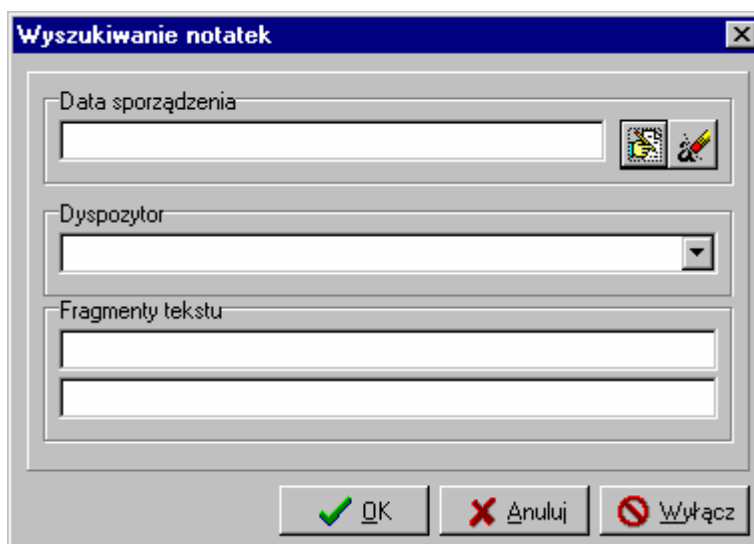 Wyszukiwanie notatek
Data sporządzenia
Dyspozytor
Fragmenty tekstu
OK Anuluj Wyłącz